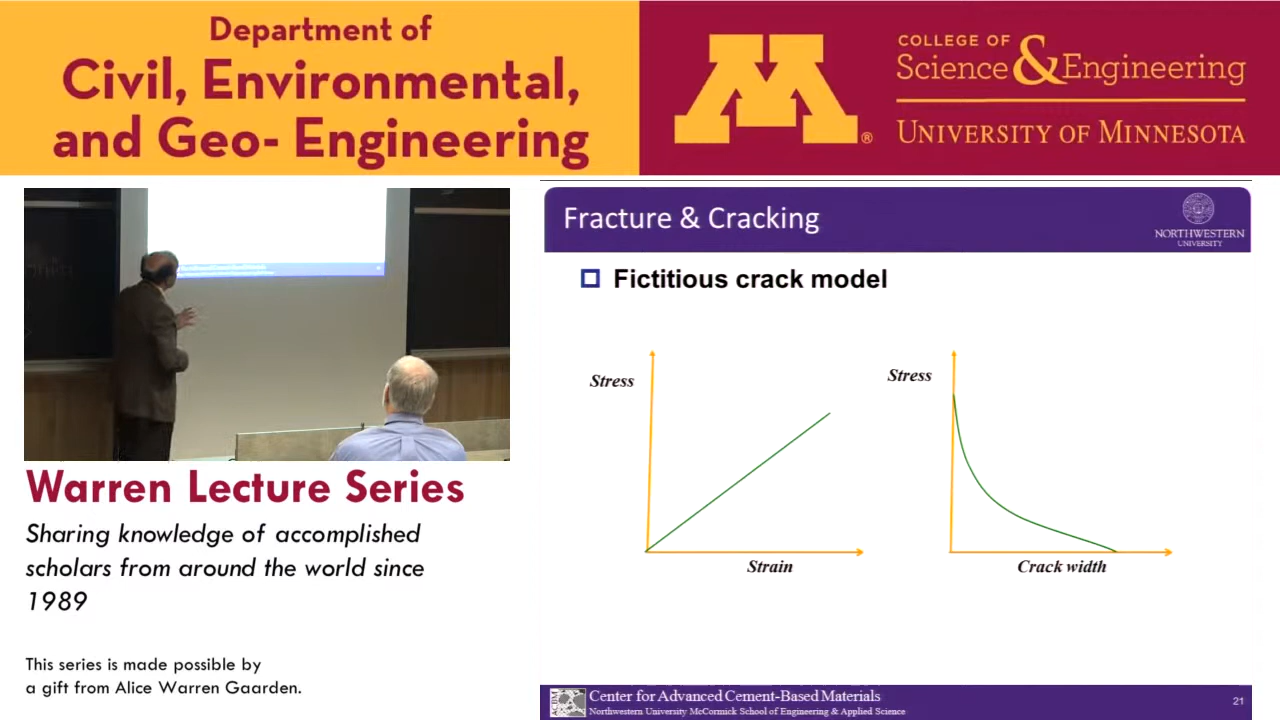 Department of
Civil, Environmental,
and Geo- Engineering
M®
COLLEGE OF
Science & Engineering
UNIVERSITY OF MINNESOTA
Warren Lecture Series
Sharing knowledge of accomplished
scholars from around the world since
1989
This series is made possible by
a gift from Alice Warren Gaarden.
Fracture & Cracking
NORTHWESTERN
UNIVERSITY
Fictitious crack model
Stress
Strain
Stress
Crack width
Center for Advanced Cement-Based Materials
Northwestern University McCormick School of Engineering & Applied Science
21